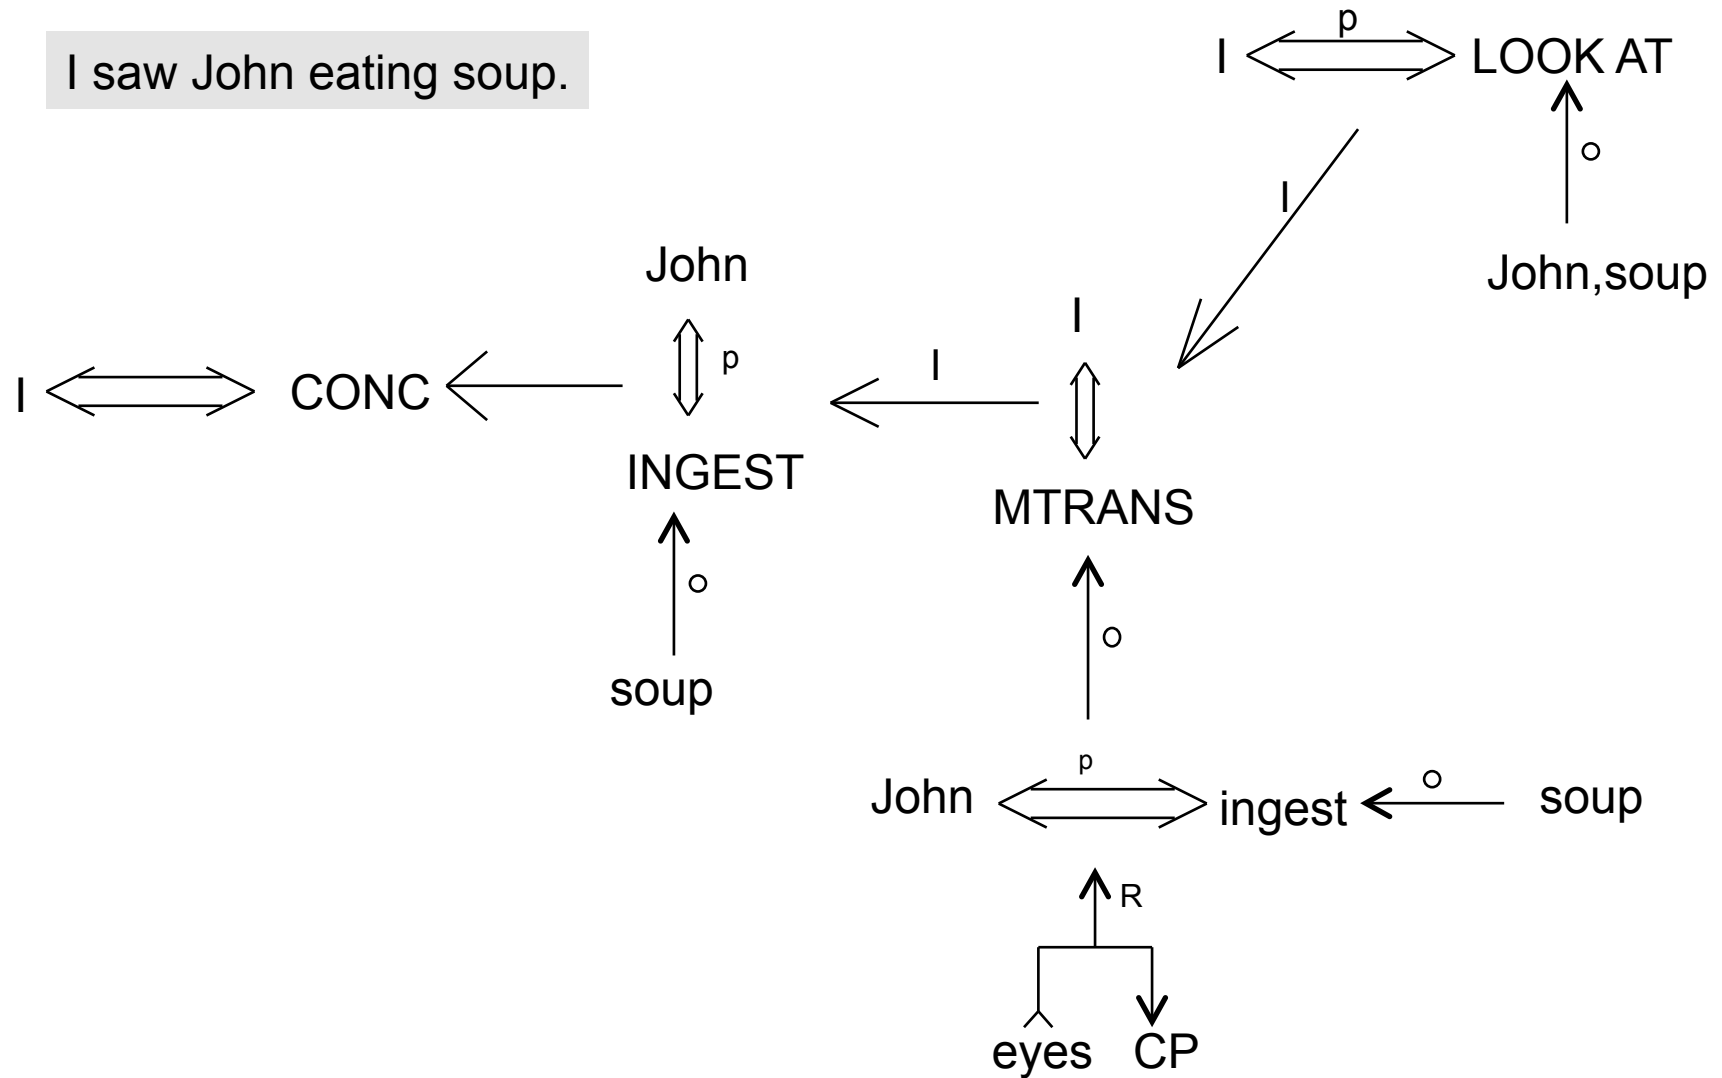 I saw John eating soup.
p
I LOOK AT
o
I
John,soup
John
I
p
I
I CONC
INGEST
MTRANS
o
o
soup
p
John ingest o soup
R
eyes CP